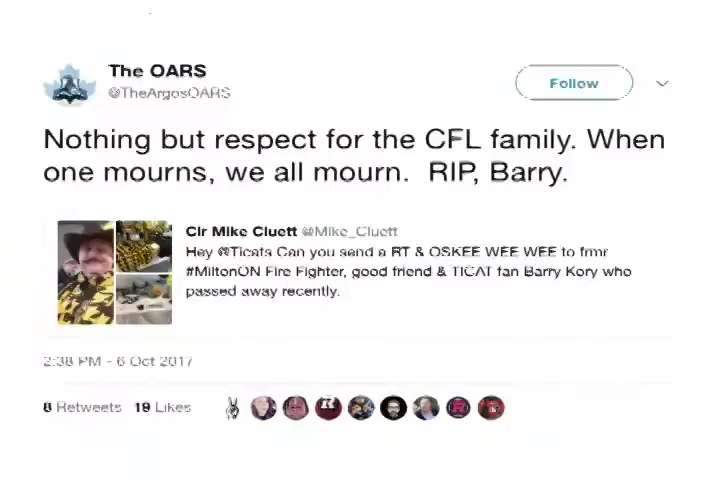 The OARS
@TheArgosOARS
Follow
Nothing but respect for the CFL family. When
one mourns, we all mourn. RIP, Barry.
Clr Mike Cluett @Mike_Cluett
Hey @Ticats Can you send a RT & OSKEE WEE WEE to frmr
#MiltonON Fire Fighter, good friend & TICAT fan Barry Kory who
passed away recently.
2:38 PM - 6 Oct 2017
8 Retweets 19 Likes